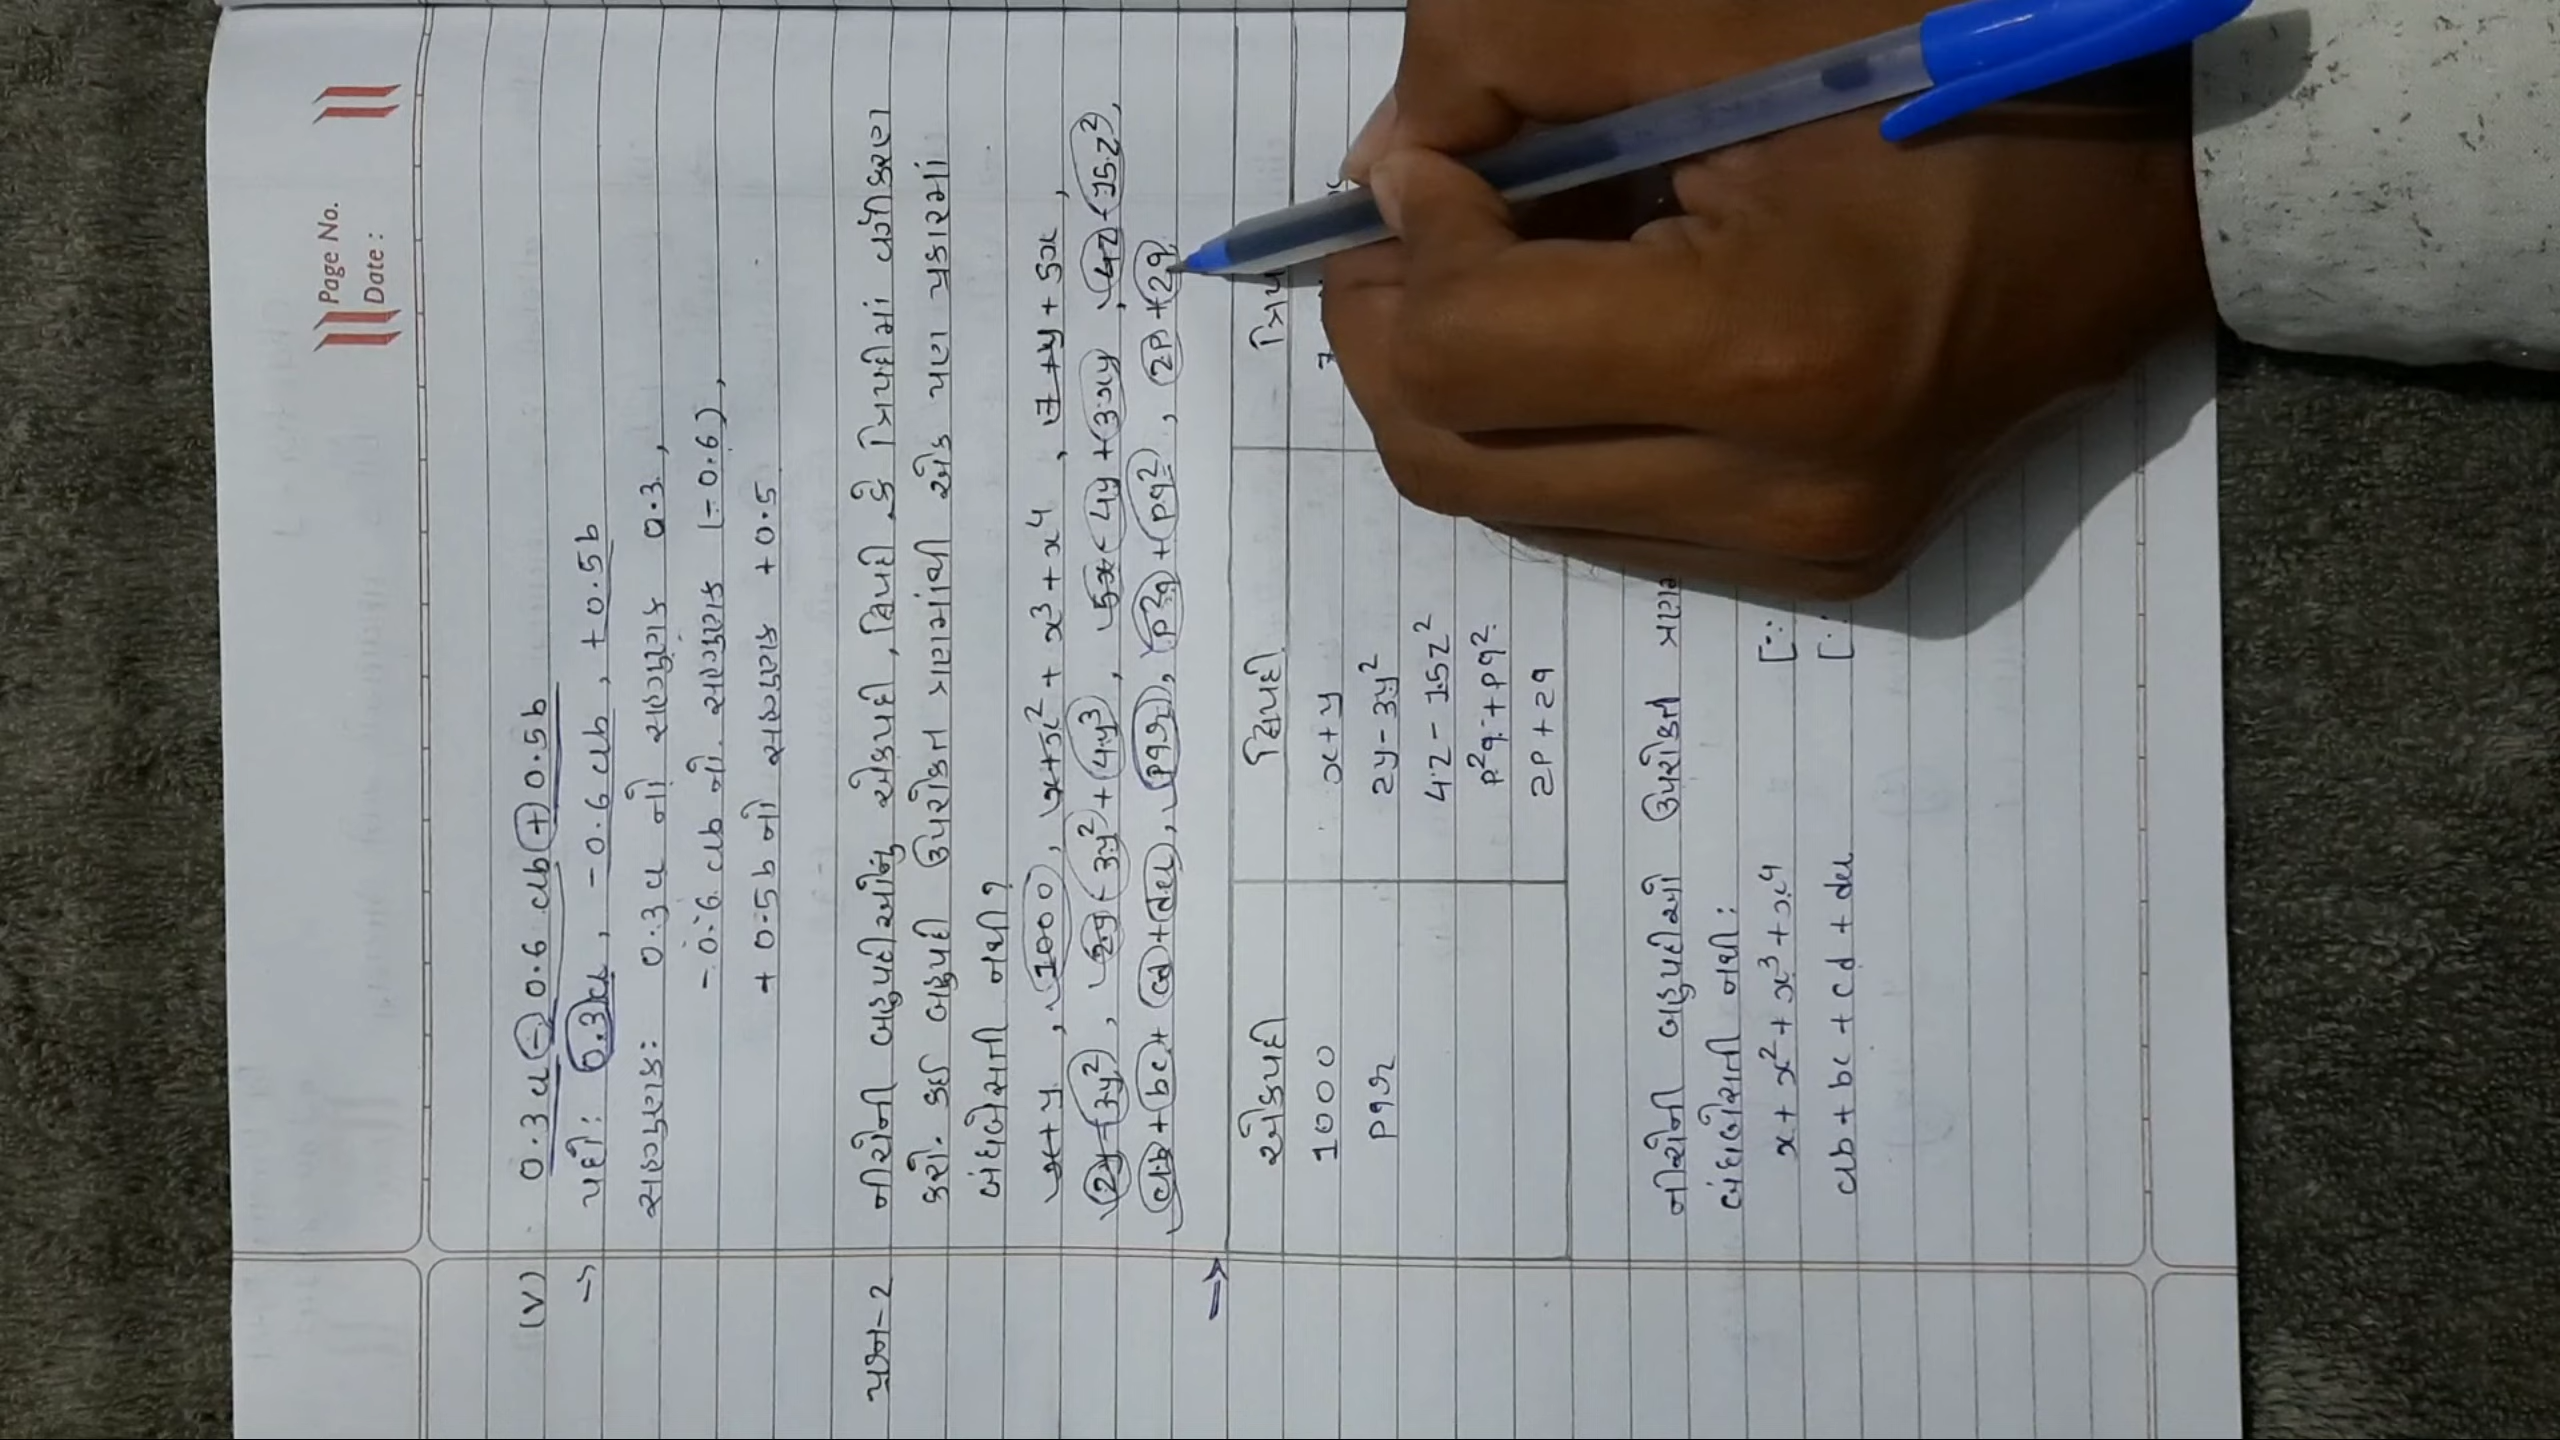 Page No.
Date :
(V) 0.3a - 0.6ab + 0.5b
→ પદો : 0.3a, -0.6ab, +0.5b
સહગુણક : 0.3a નો સહગુણક 0.3,
-0.6ab નો સહગુણક (-0.6),
+0.5b નો સહગુણક +0.5
પ્રશ્ન-2 નીચેની બહુપદીઓનું એકપદી, દ્વિપદી કે ત્રિપદીમાં વર્ગીકરણ
કરો. કઈ બહુપદી ઉપરોક્ત ત્રણમાંથી એક પણ પ્રકારમાં
બંધબેસતી નથી?
x+y, 1000, x+x²+x³+x⁴, 7+y+5x,
2y-3y², 2y-3y²+4y³, 5x-4y+3xy, 4z-15z²,
ab+bc+cd+da, pqr, p²q+pq², 2p+2q
→ એકપદી દ્વિપદી ત્રિપ
1000 x+y 7
pqr 2y-3y²
4z-15z²
p²q+pq²
2p+2q
નીચેની બહુપદીઓ ઉપરોક્ત ત્રણ
બંધબેસતી નથી :
x+x²+x³+x⁴ [∵
ab+bc+cd+da [∵